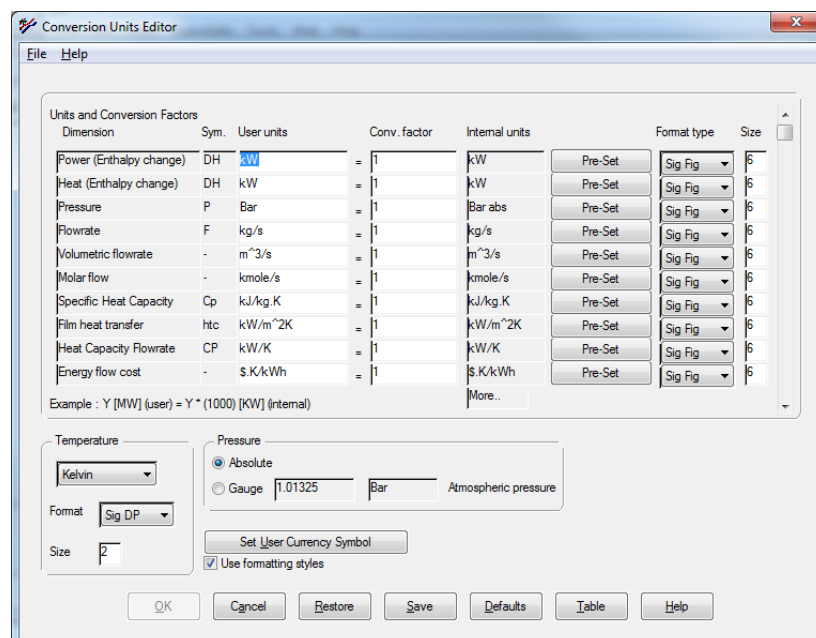 Conversion Units Editor
x
File Help
Units and Conversion Factors
Dimension Sym. User units Conv. factor Internal units Format type Size
Power (Enthalpy change) DH kW = 1 kW Pre-Set Sig Fig 6
Heat (Enthalpy change) DH kW = 1 kW Pre-Set Sig Fig 6
Pressure P Bar = 1 Bar abs Pre-Set Sig Fig 6
Flowrate F kg/s = 1 kg/s Pre-Set Sig Fig 6
Volumetric flowrate - m^3/s = 1 m^3/s Pre-Set Sig Fig 6
Molar flow - kmole/s = 1 kmole/s Pre-Set Sig Fig 6
Specific Heat Capacity Cp kJ/kg.K = 1 kJ/kg.K Pre-Set Sig Fig 6
Film heat transfer htc kW/m^2K = 1 kW/m^2K Pre-Set Sig Fig 6
Heat Capacity Flowrate CP kW/K = 1 kW/K Pre-Set Sig Fig 6
Energy flow cost - $.K/kWh = 1 $.K/kWh Pre-Set Sig Fig 6
Example : Y [MW] (user) = Y * (1000) [KW] (internal) More..
Temperature
Kelvin
Format Sig DP
Size 2
Pressure
Absolute
Gauge 1.01325 Bar Atmospheric pressure
Set User Currency Symbol
Use formatting styles
OK Cancel Restore Save Defaults Table Help